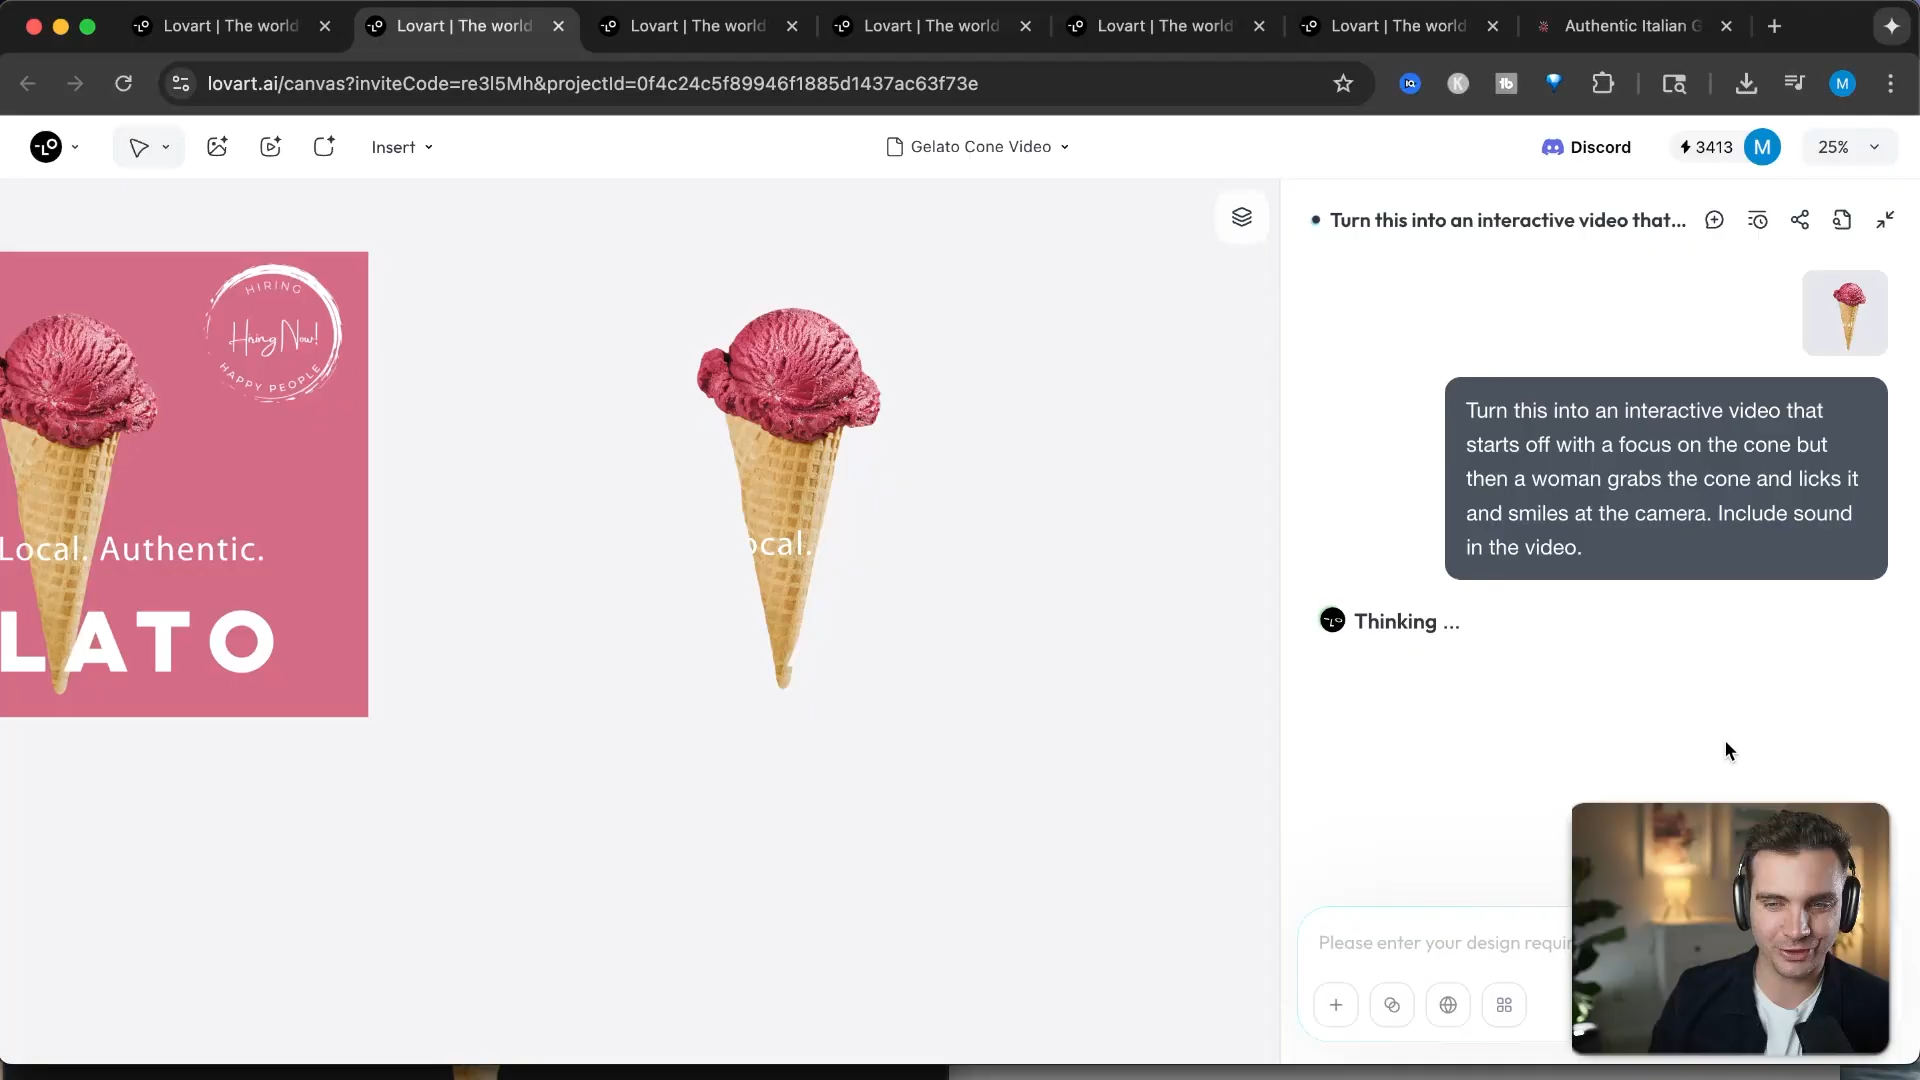 Lovart | The world
Lovart | The world
Lovart | The world
Lovart | The world
Lovart | The world
Lovart | The world
Authentic Italian G
lovart.ai/canvas?inviteCode=re3l5Mh&projectId=0f4c24c5f89946f1885d1437ac63f73e
K
tb
M
Insert
Gelato Cone Video
Discord
3413
M
25%
Turn this into an interactive video that...
HIRING
Hiring Now!
HAPPY PEOPLE
Local. Authentic.
LATO
ocal.
Turn this into an interactive video that
starts off with a focus on the cone but
then a woman grabs the cone and licks it
and smiles at the camera. Include sound
in the video.
Thinking ...
Please enter your design requir